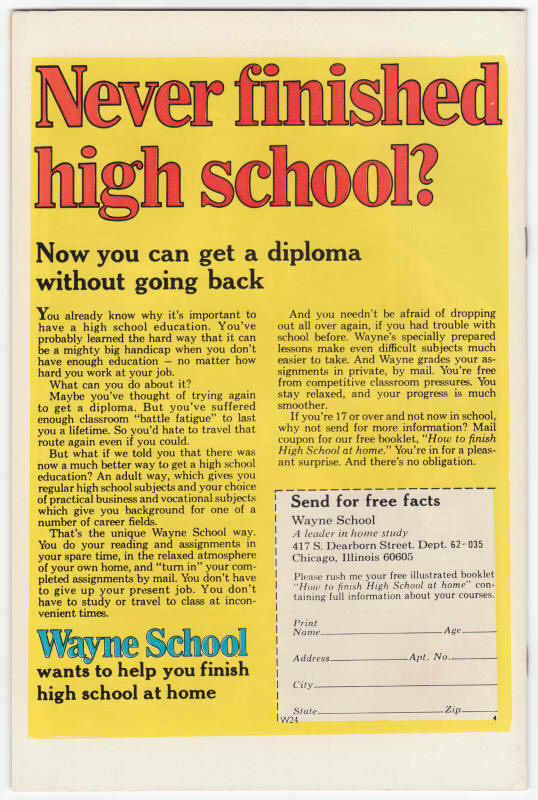 Never finished
high school?
Now you can get a diploma
without going back
You already know why it's important to
have a high school education. You've
probably learned the hard way that it can
be a mighty big handicap when you don't
have enough education – no matter how
hard you work at your job.
What can you do about it?
Maybe you've thought of trying again
to get a diploma. But you've suffered
enough classroom "battle fatigue" to last
you a lifetime. So you'd hate to travel that
route again even if you could.
But what if we told you that there was
now a much better way to get a high school
education? An adult way, which gives you
regular high school subjects and your choice
of practical business and vocational subjects
which give you background for one of a
number of career fields.
That's the unique Wayne School way.
You do your reading and assignments in
your spare time, in the relaxed atmosphere
of your own home, and "turn in" your com-
pleted assignments by mail. You don't have
to give up your present job. You don't
have to study or travel to class at incon-
venient times.
Wayne School
wants to help you finish
high school at home
And you needn't be afraid of dropping
out all over again, if you had trouble with
school before. Wayne's specially prepared
lessons make even difficult subjects much
easier to take. And Wayne grades your as-
signments in private, by mail. You're free
from competitive classroom pressures. You
stay relaxed, and your progress is much
smoother.
If you're 17 or over and not now in school,
why not send for more information? Mail
coupon for our free booklet, "How to finish
High School at home." You're in for a pleas-
ant surprise. And there's no obligation.
Send for free facts
Wayne School
A leader in home study
417 S. Dearborn Street. Dept. 62-035
Chicago, Illinois 60605
Please rush me your free illustrated booklet
"How to finish High School at home" con-
taining full information about your courses.
Print
Name Age
Address Apt. No.
City
State Zip
W24 4